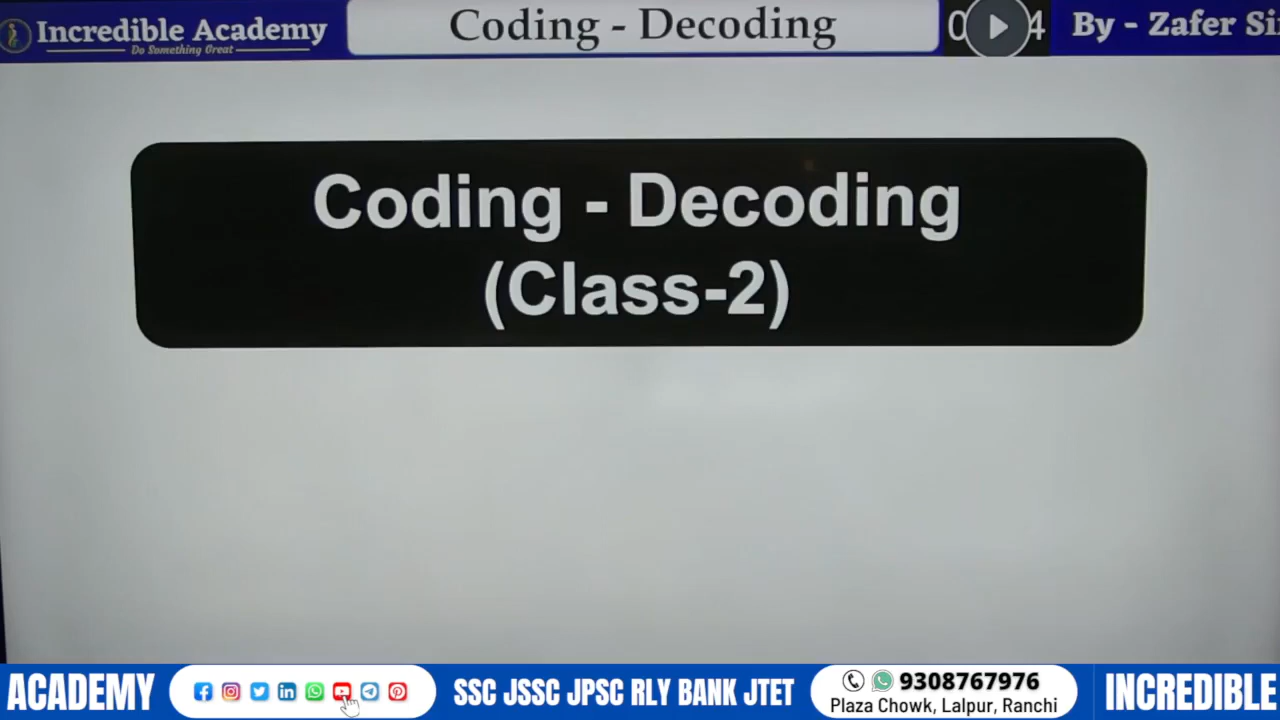 Incredible Academy
Do Something Great
Coding - Decoding
By - Zafer
Coding - Decoding
(Class-2)
ACADEMY
SSC JSSC JPSC RLY BANK JTET
9308767976
Plaza Chowk, Lalpur, Ranchi
INCREDIBLE